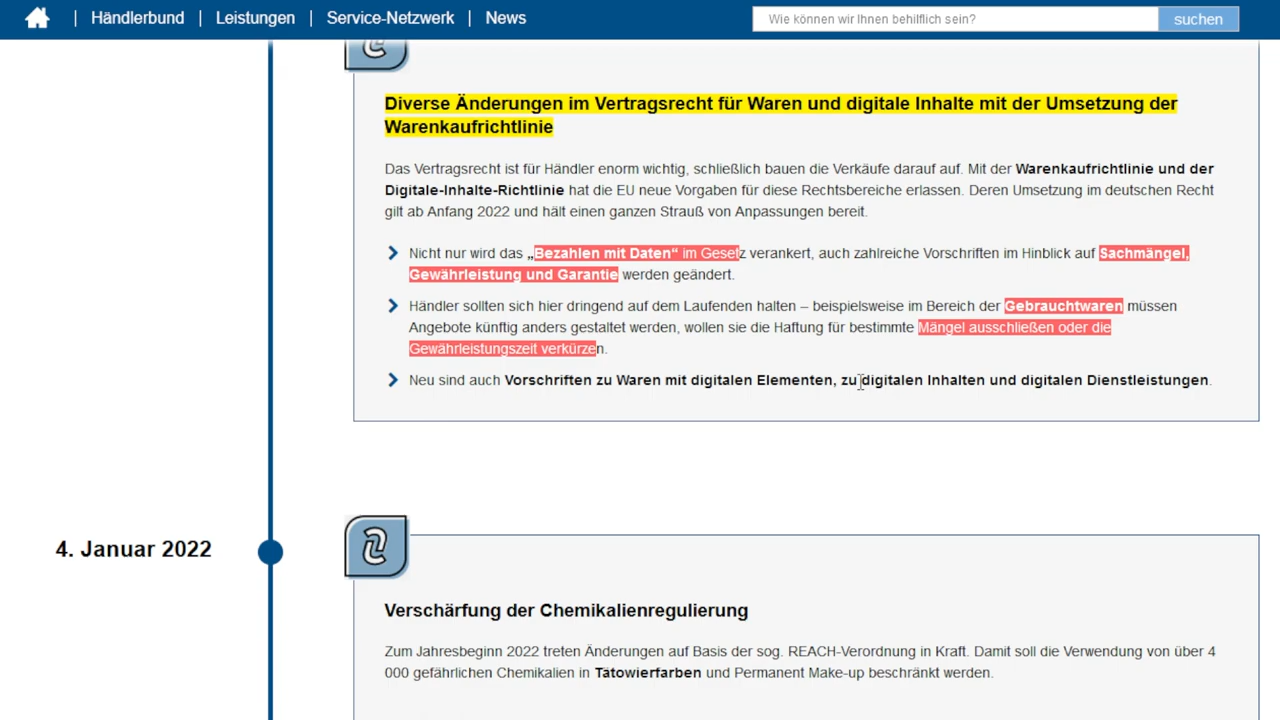 Händlerbund | Leistungen | Service-Netzwerk | News
Wie können wir Ihnen behilflich sein?
suchen
Diverse Änderungen im Vertragsrecht für Waren und digitale Inhalte mit der Umsetzung der
Warenkaufrichtlinie
Das Vertragsrecht ist für Händler enorm wichtig, schließlich bauen die Verkäufe darauf auf. Mit der Warenkaufrichtlinie und der
Digitale-Inhalte-Richtlinie hat die EU neue Vorgaben für diese Rechtsbereiche erlassen. Deren Umsetzung im deutschen Recht
gilt ab Anfang 2022 und hält einen ganzen Strauß von Anpassungen bereit.
Nicht nur wird das „Bezahlen mit Daten“ im Gesetz verankert, auch zahlreiche Vorschriften im Hinblick auf Sachmängel,
Gewährleistung und Garantie werden geändert.
Händler sollten sich hier dringend auf dem Laufenden halten – beispielsweise im Bereich der Gebrauchtwaren müssen
Angebote künftig anders gestaltet werden, wollen sie die Haftung für bestimmte Mängel ausschließen oder die
Gewährleistungszeit verkürzen.
Neu sind auch Vorschriften zu Waren mit digitalen Elementen, zu digitalen Inhalten und digitalen Dienstleistungen.
4. Januar 2022
Verschärfung der Chemikalienregulierung
Zum Jahresbeginn 2022 treten Änderungen auf Basis der sog. REACH-Verordnung in Kraft. Damit soll die Verwendung von über 4
000 gefährlichen Chemikalien in Tätowierfarben und Permanent Make-up beschränkt werden.